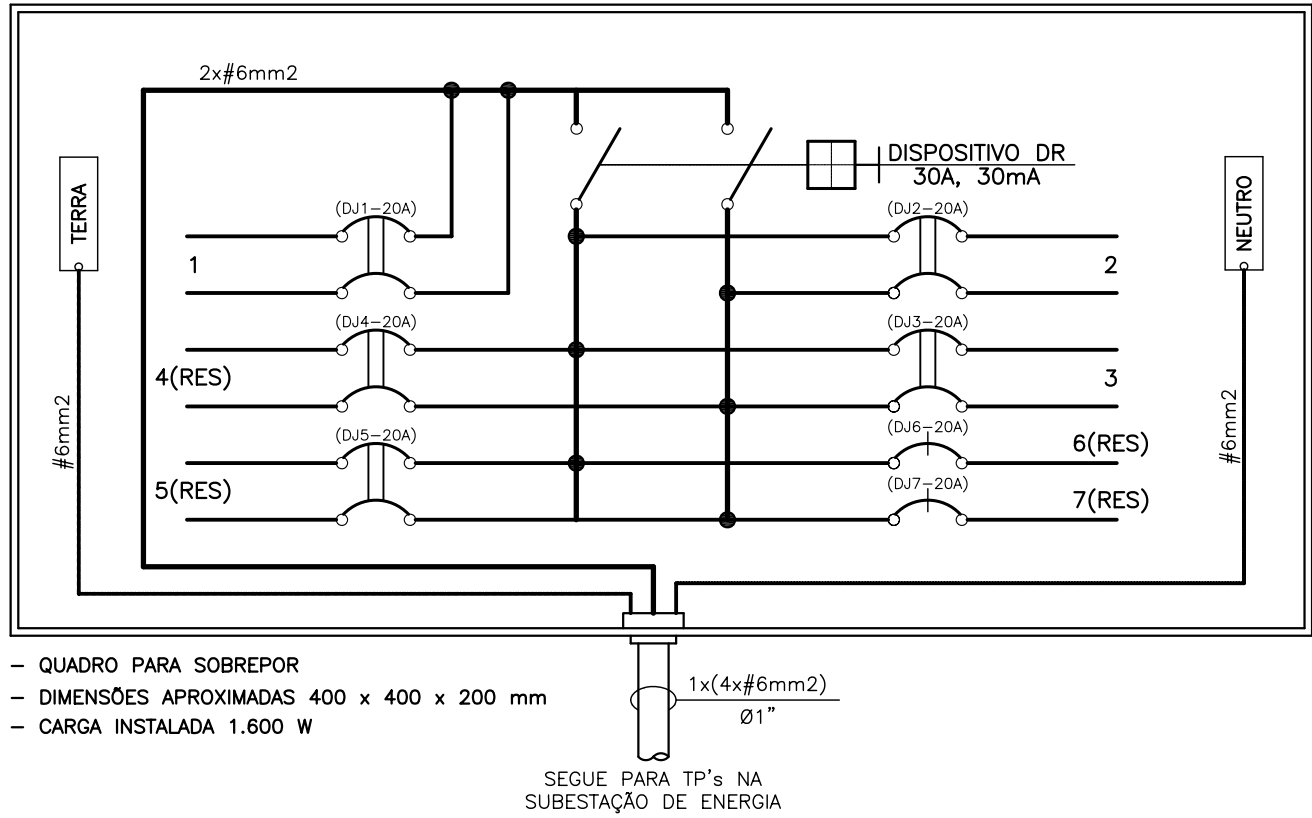 2x#6mm2
DISPOSITIVO DR
30A, 30mA
TERRA
NEUTRO
(DJ1-20A)
(DJ2-20A)
1
2
(DJ4-20A)
(DJ3-20A)
4(RES)
3
#6mm2
#6mm2
(DJ5-20A)
(DJ6-20A)
6(RES)
5(RES)
(DJ7-20A)
7(RES)
- QUADRO PARA SOBREPOR
- DIMENSÕES APROXIMADAS 400 x 400 x 200 mm
- CARGA INSTALADA 1.600 W
1x(4x#6mm2)
Ø1"
SEGUE PARA TP's NA
SUBESTAÇÃO DE ENERGIA